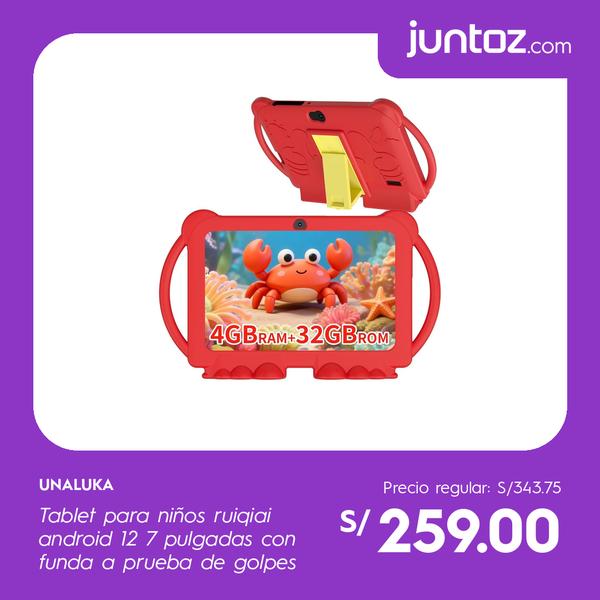 juntoz.com
4GBRAM+32GBROM
UNALUKA
Tablet para niños ruiqiai
android 12 7 pulgadas con
funda a prueba de golpes
Precio regular: S/343.75
S/259.00